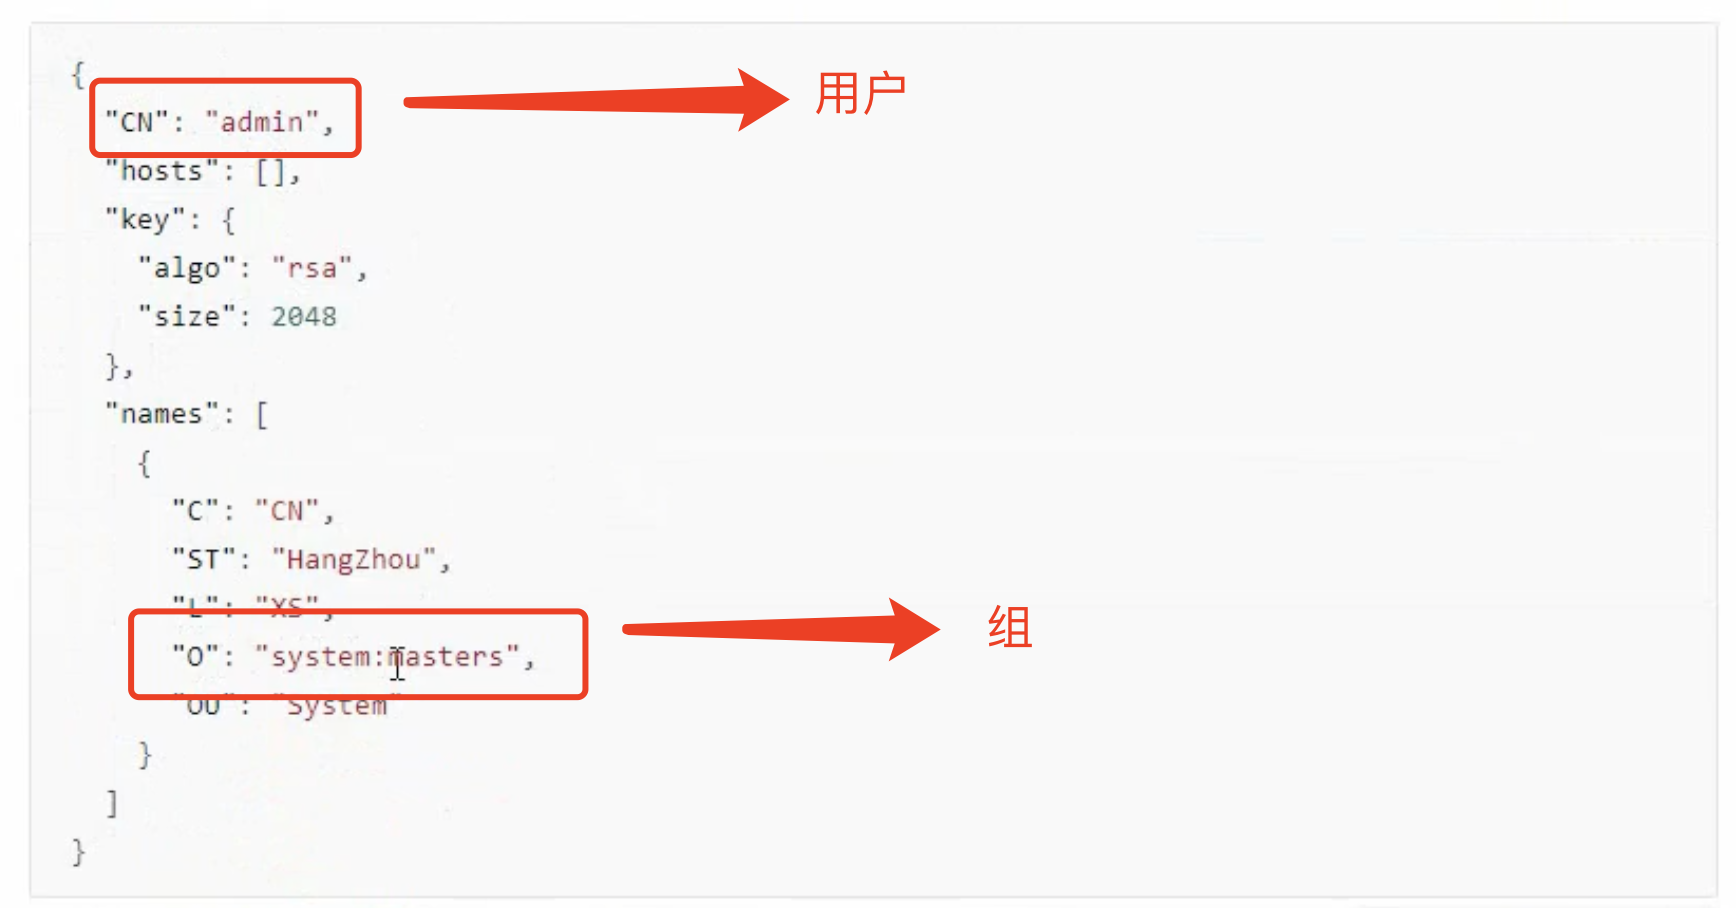 {
"CN": "admin", 用户
"hosts": [],
"key": {
"algo": "rsa",
"size": 2048
},
"names": [
{
"C": "CN",
"ST": "HangZhou",
"L": "XS",
"O": "system:masters", 组
"OU": "System"
}
]
}